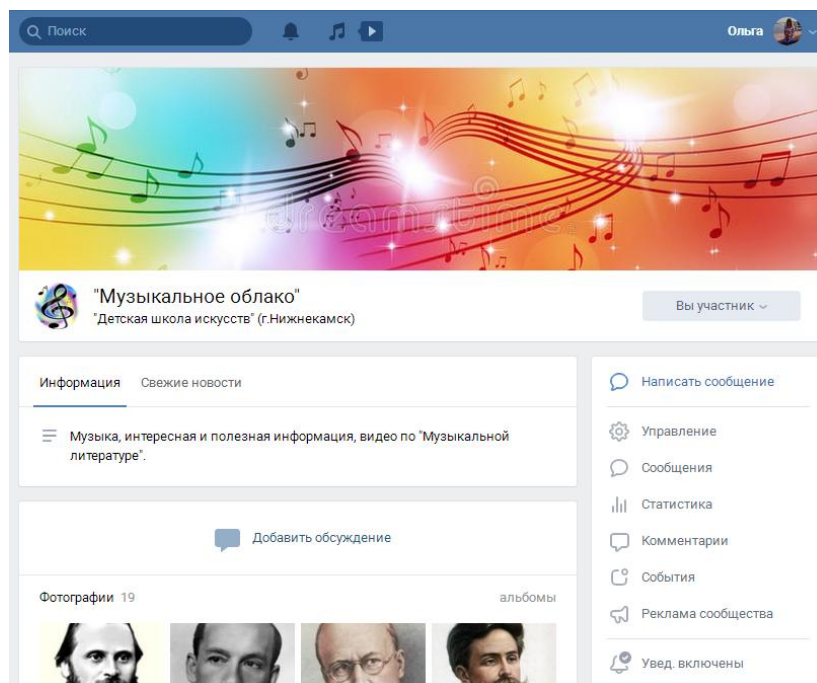 Поиск
Ольга
dreamstime
"Музыкальное облако"
"Детская школа искусств" (г.Нижнекамск)
Вы участник
Информация
Свежие новости
Музыка, интересная и полезная информация, видео по "Музыкальной
литературе".
Добавить обсуждение
Фотографии 19
альбомы
Написать сообщение
Управление
Сообщения
Статистика
Комментарии
События
Реклама сообщества
Увед. включены